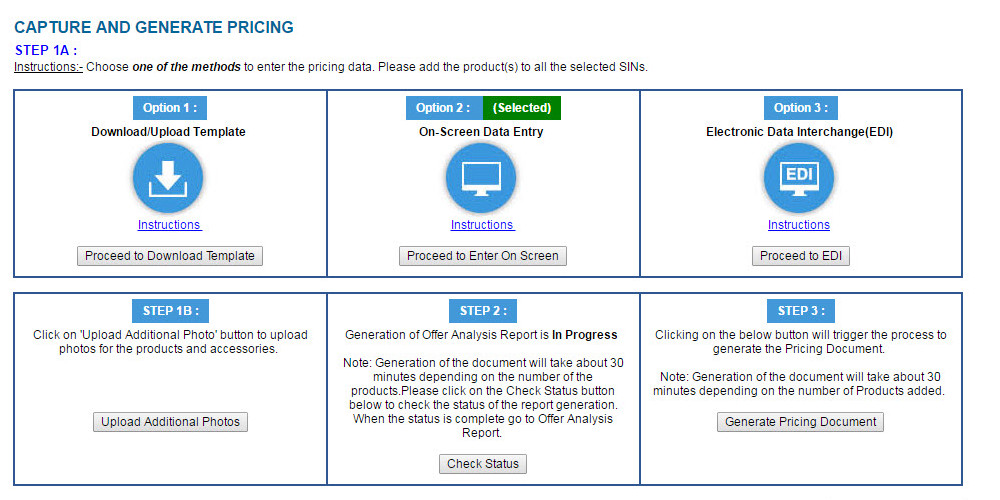 CAPTURE AND GENERATE PRICING
STEP 1A :
Instructions:- Choose one of the methods to enter the pricing data. Please add the product(s) to all the selected SINs.
Option 1 :
Download/Upload Template
Instructions
Proceed to Download Template
Option 2 : (Selected)
On-Screen Data Entry
Instructions
Proceed to Enter On Screen
Option 3 :
Electronic Data Interchange(EDI)
EDI
Instructions
Proceed to EDI
STEP 1B :
Click on 'Upload Additional Photo' button to upload
photos for the products and accessories.
Upload Additional Photos
STEP 2 :
Generation of Offer Analysis Report is In Progress
Note: Generation of the document will take about 30
minutes depending on the number of the
products.Please click on the Check Status button
below to check the status of the report generation.
When the status is complete go to Offer Analysis
Report.
Check Status
STEP 3 :
Clicking on the below button will trigger the process to
generate the Pricing Document.
Note: Generation of the document will take about 30
minutes depending on the number of Products added.
Generate Pricing Document